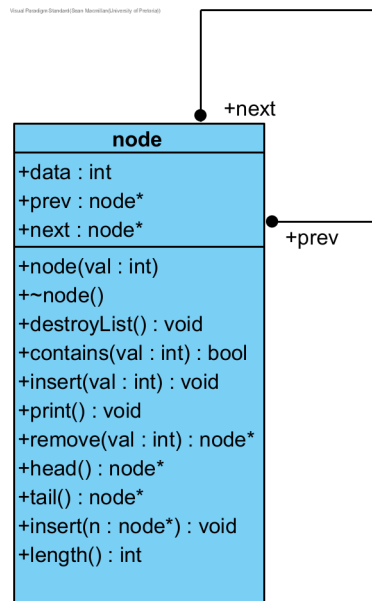 Visual Paradigm Standard(Sean Macmillan(University of Pretoria))
+next
node
+data : int
+prev : node*
+next : node*
+prev
+node(val : int)
+~node()
+destroyList() : void
+contains(val : int) : bool
+insert(val : int) : void
+print() : void
+remove(val : int) : node*
+head() : node*
+tail() : node*
+insert(n : node*) : void
+length() : int